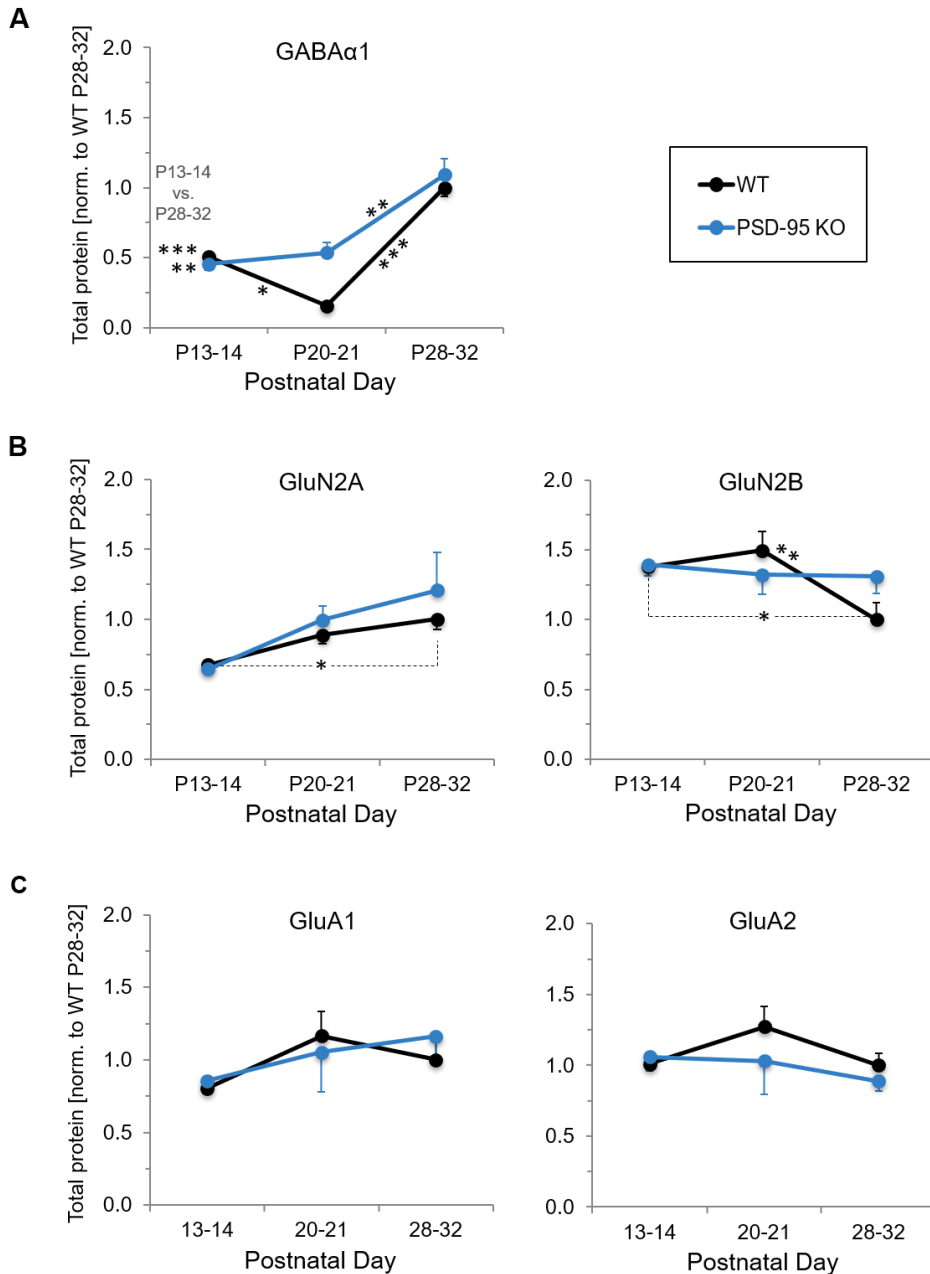 A
GABAα1
Total protein [norm. to WT P28-32]
2.0
1.5
1.0
0.5
0.0
P13-14
vs.
P28-32
***
**
*
**
***
P13-14 P20-21 P28-32
Postnatal Day
WT
PSD-95 KO
B
GluN2A
Total protein [norm. to WT P28-32]
2.0
1.5
1.0
0.5
0.0
*
P13-14 P20-21 P28-32
Postnatal Day
GluN2B
2.0
1.5
1.0
0.5
0.0
**
*
P13-14 P20-21 P28-32
Postnatal Day
C
GluA1
Total protein [norm. to WT P28-32]
2.0
1.5
1.0
0.5
0.0
13-14 20-21 28-32
Postnatal Day
GluA2
2.0
1.5
1.0
0.5
0.0
13-14 20-21 28-32
Postnatal Day